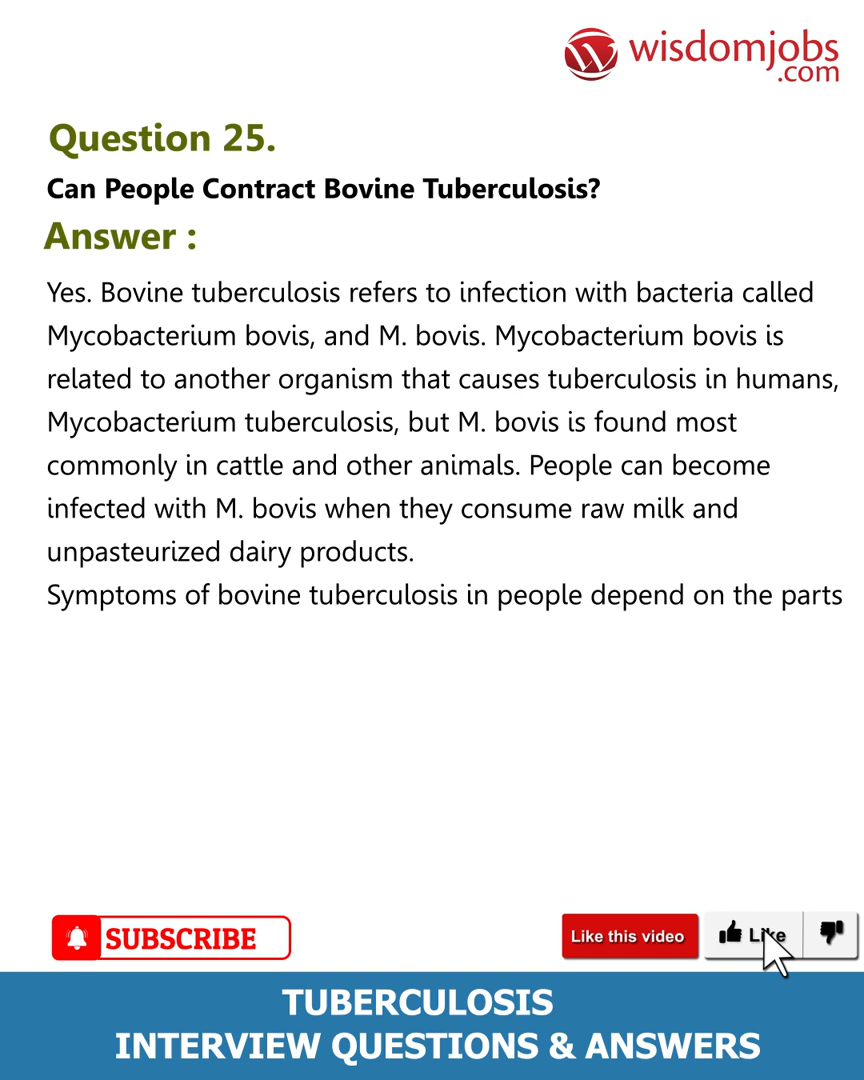 wisdomjobs
.com
Question 25.
Can People Contract Bovine Tuberculosis?
Answer :
Yes. Bovine tuberculosis refers to infection with bacteria called
Mycobacterium bovis, and M. bovis. Mycobacterium bovis is
related to another organism that causes tuberculosis in humans,
Mycobacterium tuberculosis, but M. bovis is found most
commonly in cattle and other animals. People can become
infected with M. bovis when they consume raw milk and
unpasteurized dairy products.
Symptoms of bovine tuberculosis in people depend on the parts
SUBSCRIBE
Like this video
Like
TUBERCULOSIS
INTERVIEW QUESTIONS & ANSWERS